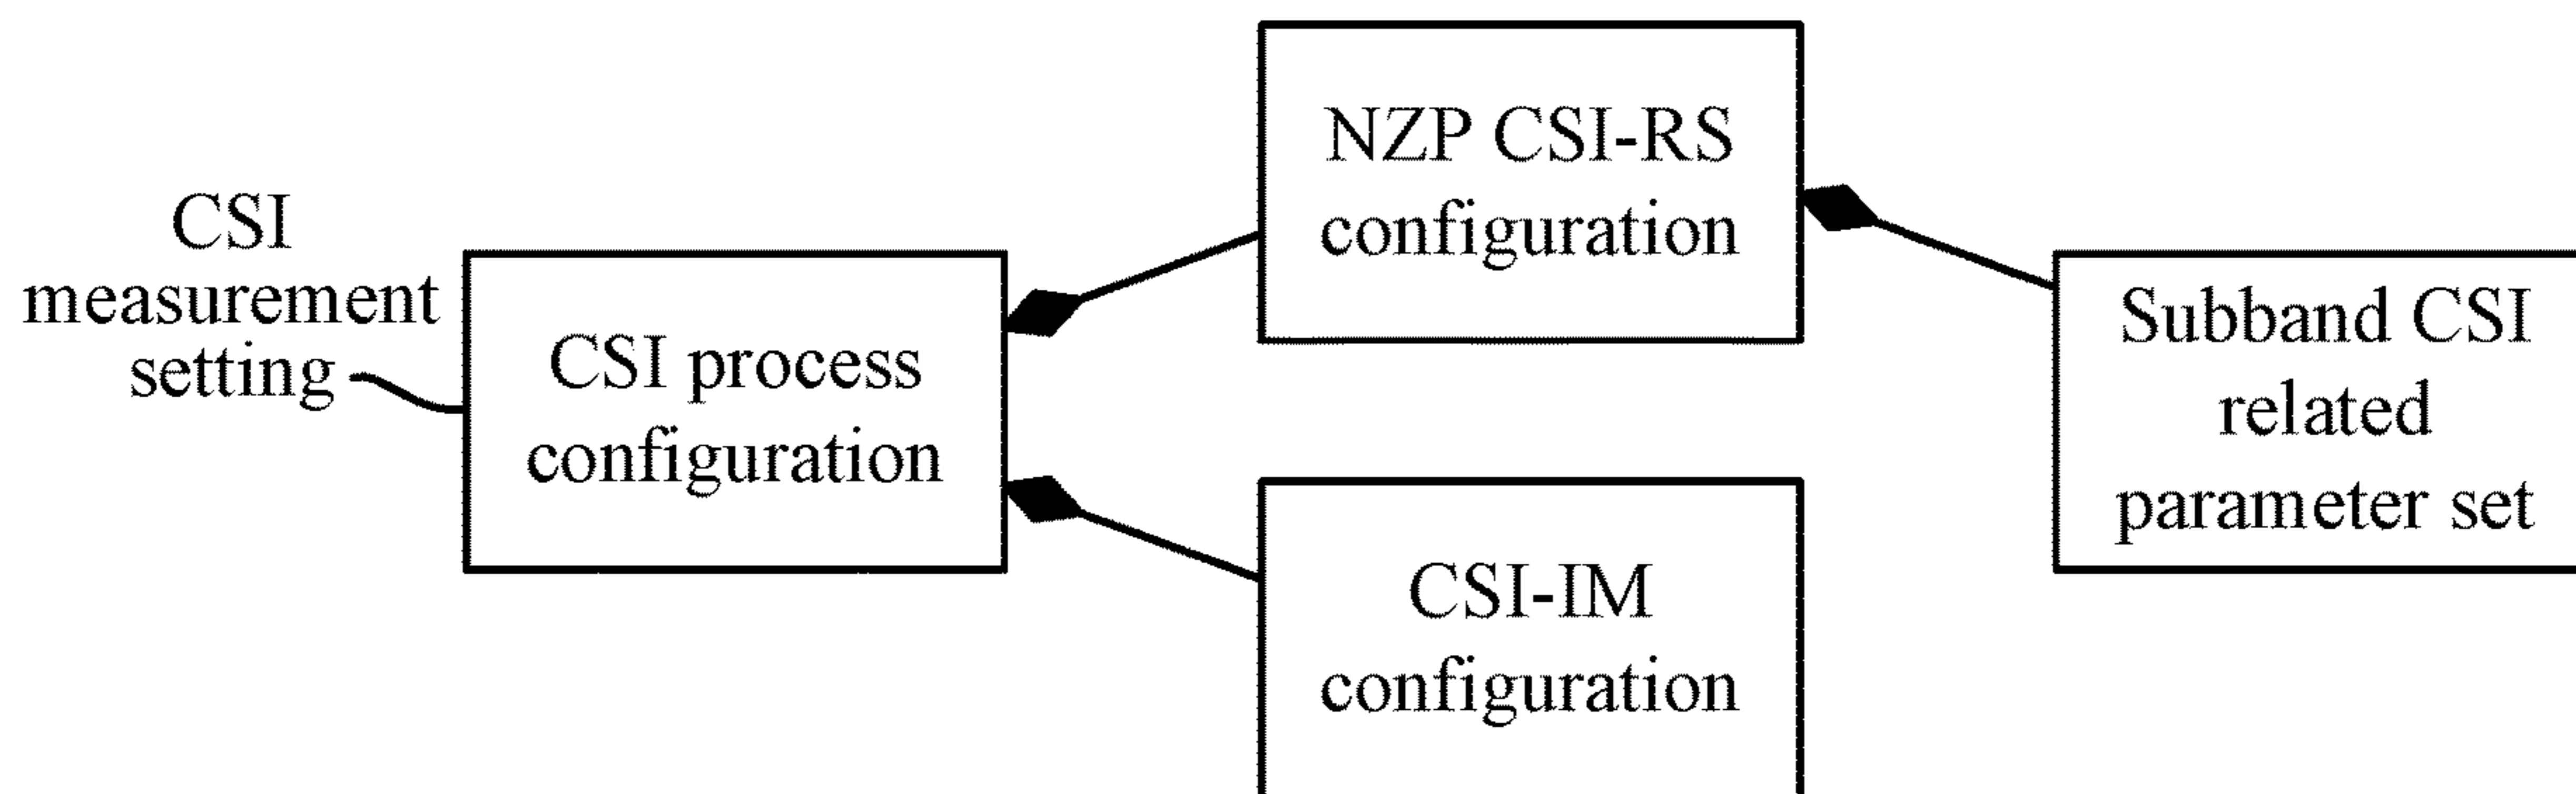 CSI
measurement
setting
CSI process
configuration
NZP CSI-RS
configuration
CSI-IM
configuration
Subband CSI
related
parameter set